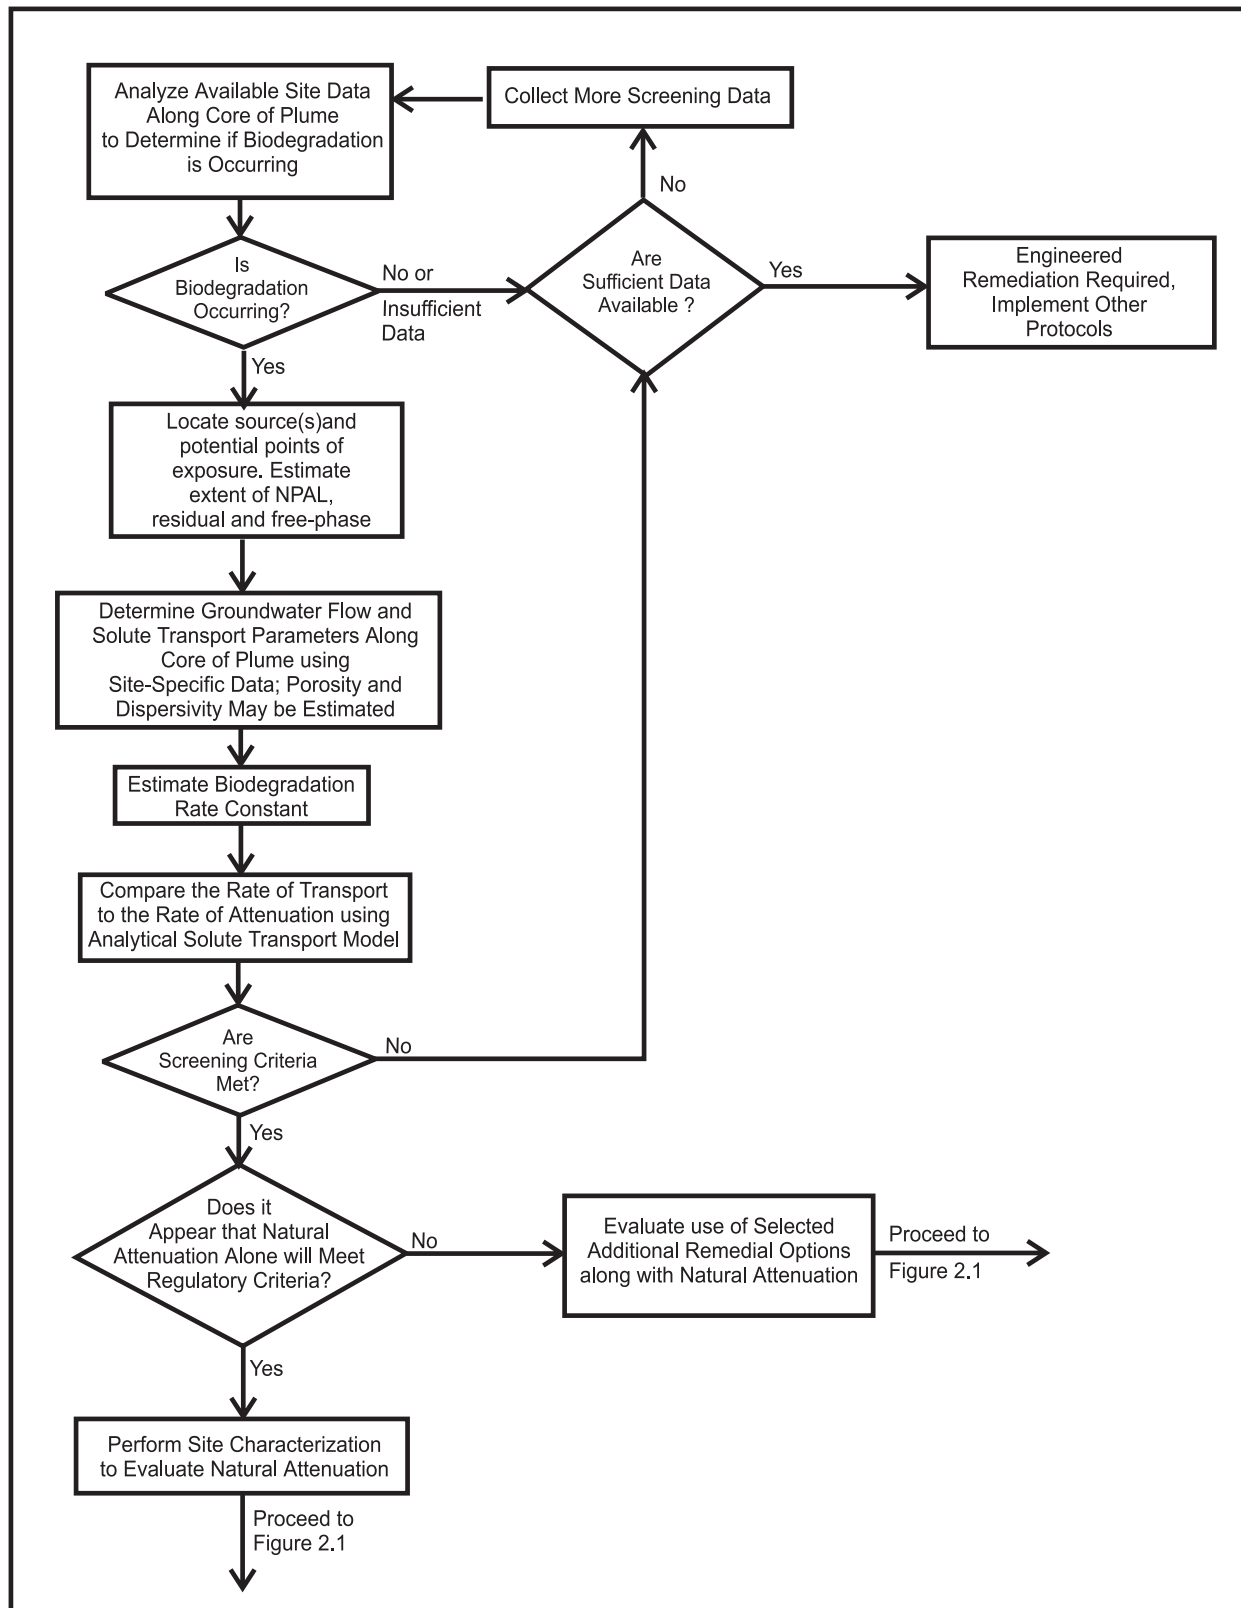 Analyze Available Site Data
Along Core of Plume
to Determine if Biodegradation
is Occurring
Collect More Screening Data
No
Are
Sufficient Data
Available ?
Yes
Engineered
Remediation Required,
Implement Other
Protocols
Is
Biodegradation
Occurring?
No or
Insufficient
Data
Yes
Locate source(s)and
potential points of
exposure. Estimate
extent of NPAL,
residual and free-phase
Determine Groundwater Flow and
Solute Transport Parameters Along
Core of Plume using
Site-Specific Data; Porosity and
Dispersivity May be Estimated
Estimate Biodegradation
Rate Constant
Compare the Rate of Transport
to the Rate of Attenuation using
Analytical Solute Transport Model
Are
Screening Criteria
Met?
No
Yes
Does it
Appear that Natural
Attenuation Alone will Meet
Regulatory Criteria?
No
Evaluate use of Selected
Additional Remedial Options
along with Natural Attenuation
Proceed to
Figure 2.1
Yes
Perform Site Characterization
to Evaluate Natural Attenuation
Proceed to
Figure 2.1